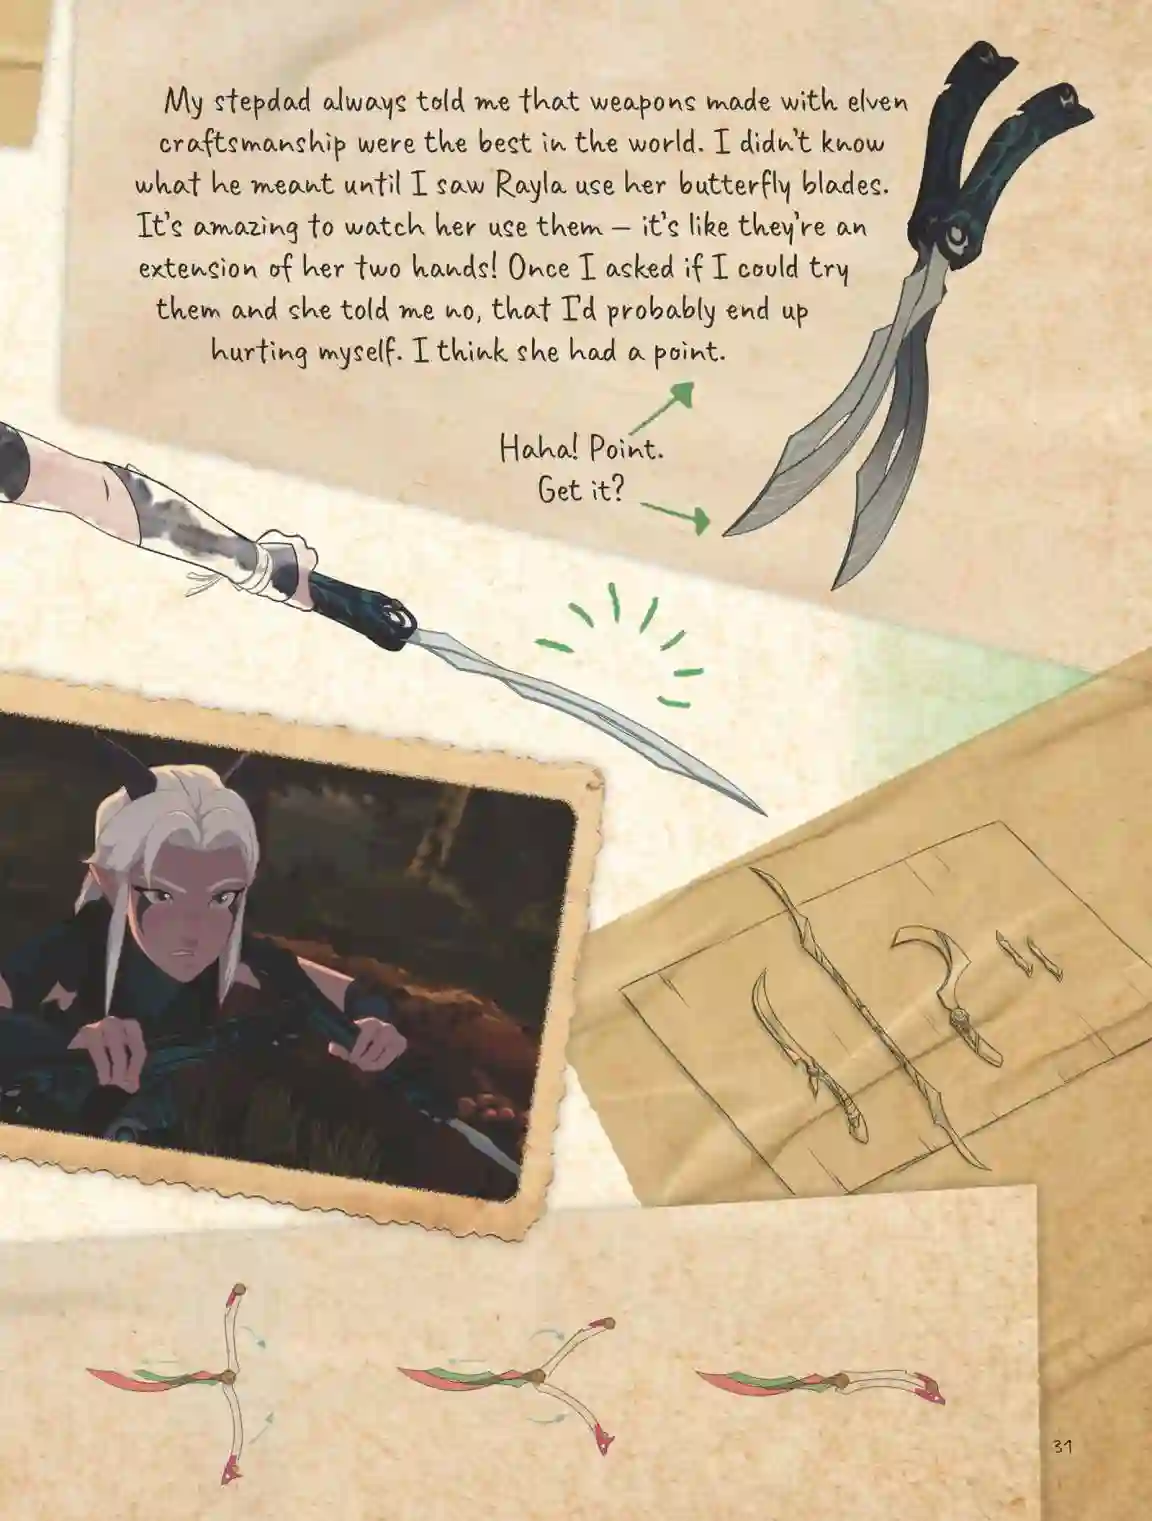 My stepdad always told me that weapons made with elven
craftsmanship were the best in the world. I didn't know
what he meant until I saw Rayla use her butterfly blades.
It's amazing to watch her use them – it's like they're an
extension of her two hands! Once I asked if I could try
them and she told me no, that I'd probably end up
hurting myself. I think she had a point.
Haha! Point.
Get it?
31